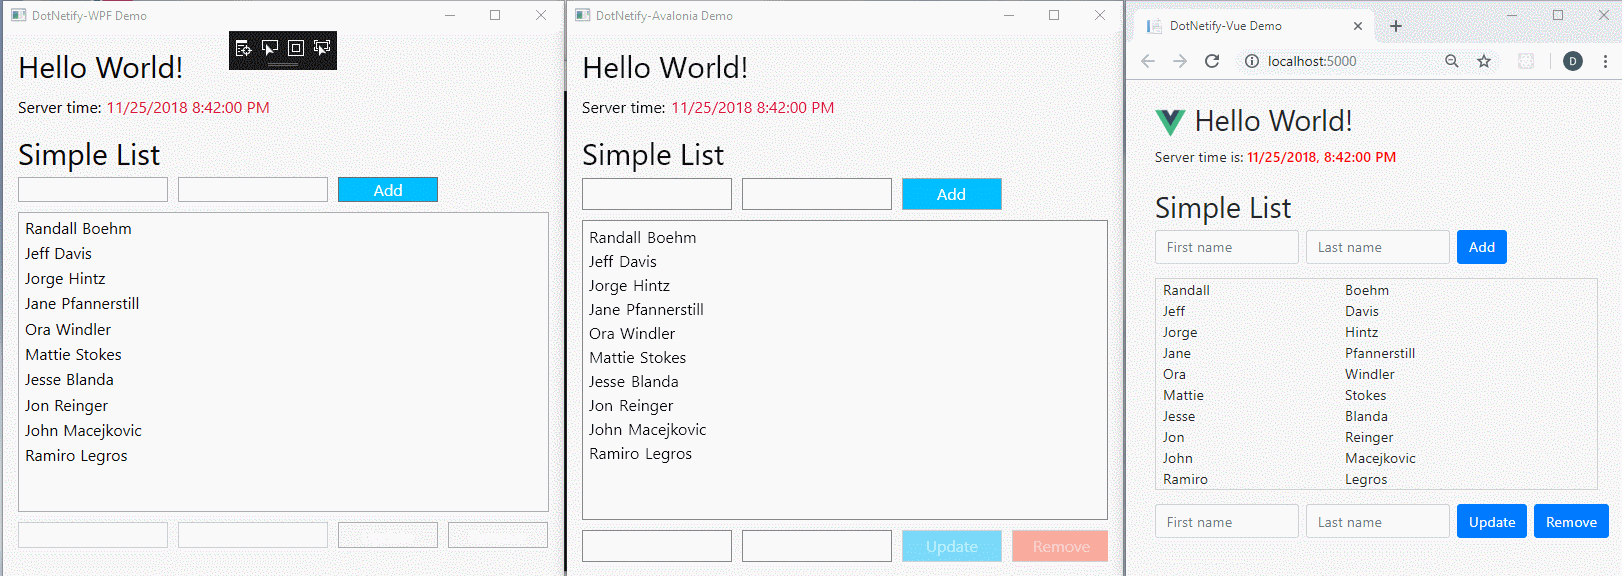 DotNetify-WPF Demo
Hello World!
Server time: 11/25/2018 8:42:00 PM
Simple List
Add
Randall Boehm
Jeff Davis
Jorge Hintz
Jane Pfannerstill
Ora Windler
Mattie Stokes
Jesse Blanda
Jon Reinger
John Macejkovic
Ramiro Legros
DotNetify-Avalonia Demo
Hello World!
Server time: 11/25/2018 8:42:00 PM
Simple List
Add
Randall Boehm
Jeff Davis
Jorge Hintz
Jane Pfannerstill
Ora Windler
Mattie Stokes
Jesse Blanda
Jon Reinger
John Macejkovic
Ramiro Legros
Update Remove
DotNetify-Vue Demo
localhost:5000
D
Hello World!
Server time is: 11/25/2018, 8:42:00 PM
Simple List
First name Last name Add
Randall Boehm
Jeff Davis
Jorge Hintz
Jane Pfannerstill
Ora Windler
Mattie Stokes
Jesse Blanda
Jon Reinger
John Macejkovic
Ramiro Legros
First name Last name Update Remove